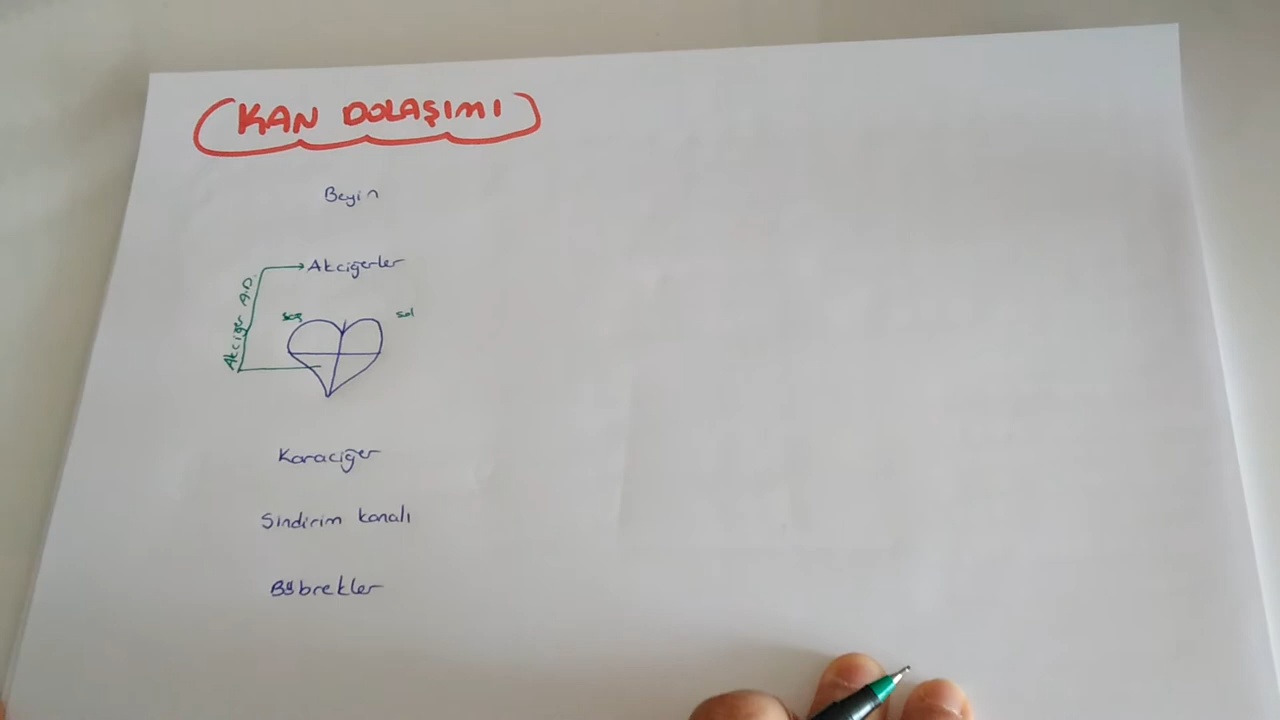 KAN DOLAŞIMI
Beyin
Akciğerler
Akciğer A.D.
sağ
sol
Karaciğer
Sindirim kanalı
Böbrekler